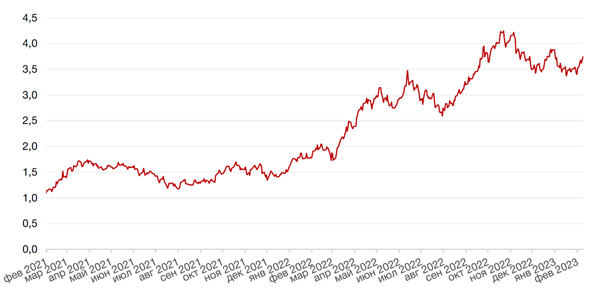 4,5
4,0
3,5
3,0
2,5
2,0
1,5
1,0
0,5
0,0
фев 2021
мар 2021
апр 2021
май 2021
июн 2021
июл 2021
авг 2021
сен 2021
окт 2021
ноя 2021
дек 2021
янв 2022
фев 2022
мар 2022
апр 2022
май 2022
июн 2022
июл 2022
авг 2022
сен 2022
окт 2022
ноя 2022
дек 2022
янв 2023
фев 2023